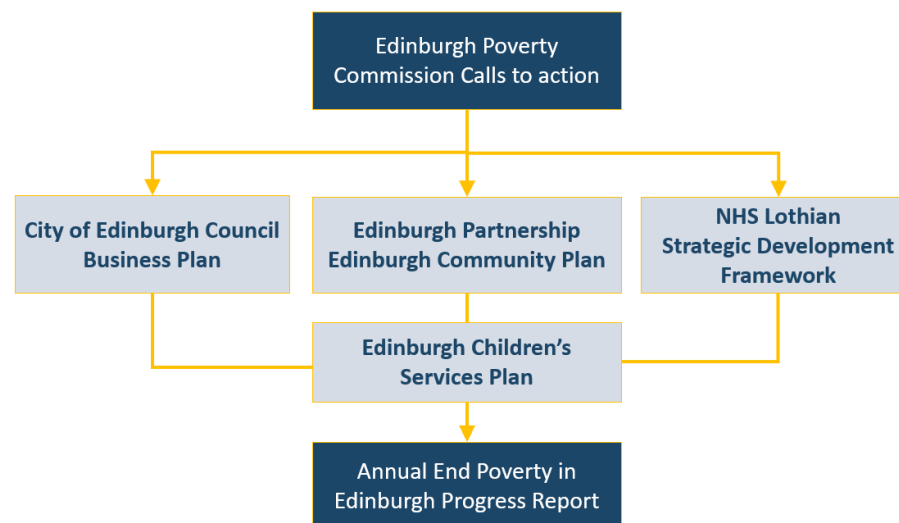 Edinburgh Poverty
Commission Calls to action
City of Edinburgh Council
Business Plan
Edinburgh Partnership
Edinburgh Community Plan
NHS Lothian
Strategic Development
Framework
Edinburgh Children’s
Services Plan
Annual End Poverty in
Edinburgh Progress Report